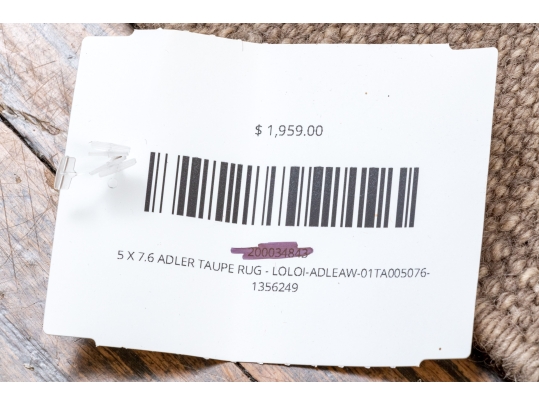 $ 1,959.00
200034843
5 X 7.6 ADLER TAUPE RUG - LOLOI-ADLEAW-01TA005076-
1356249